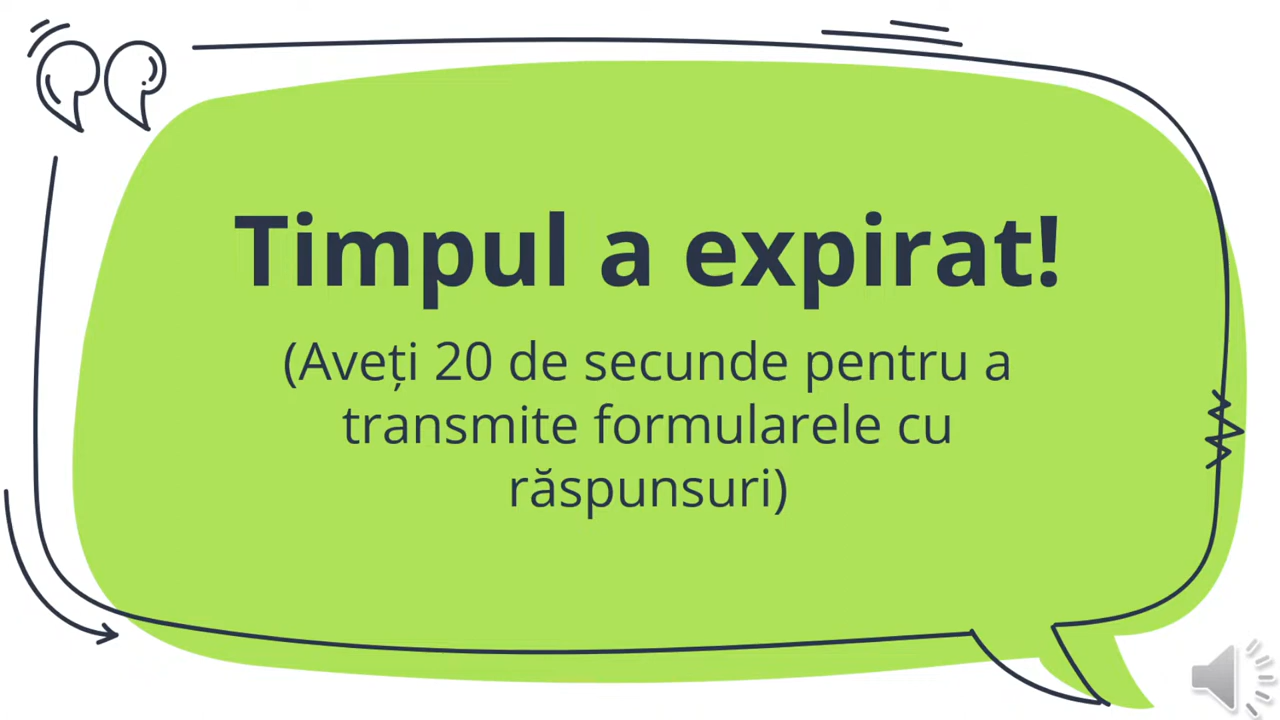 Timpul a expirat!
(Aveți 20 de secunde pentru a
transmite formularele cu
răspunsuri)